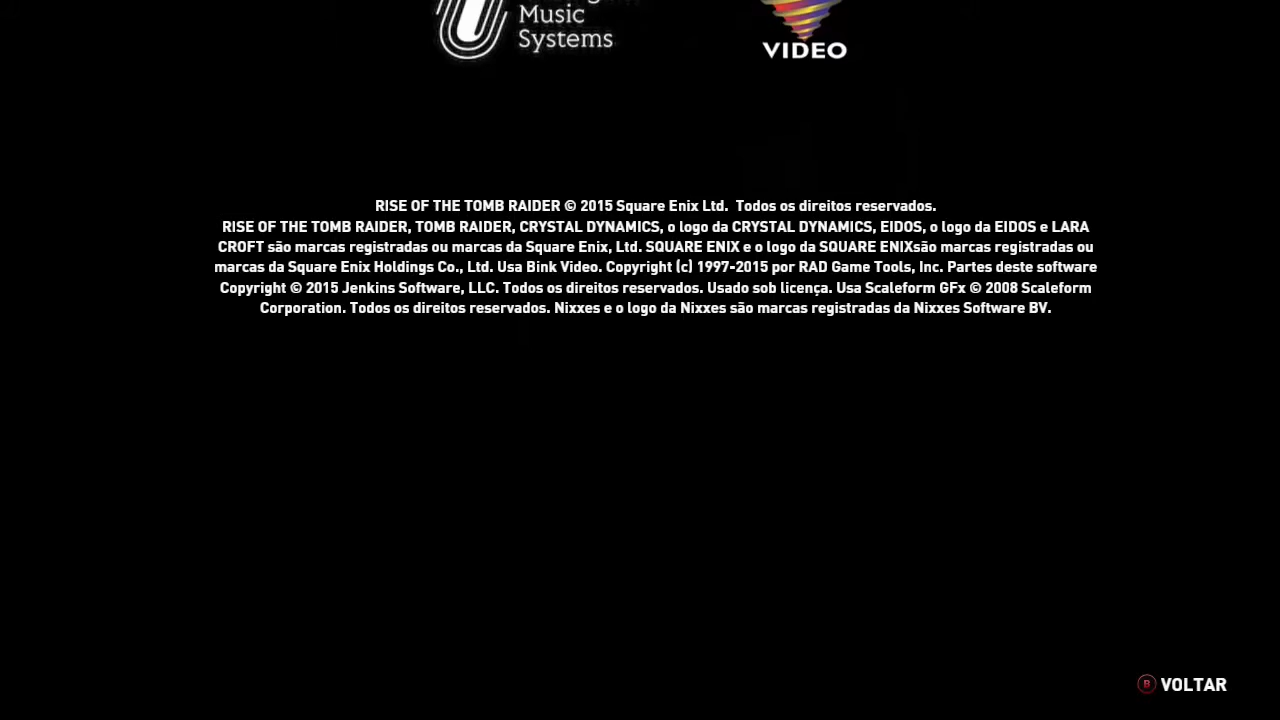 Music
Systems
VIDEO
RISE OF THE TOMB RAIDER © 2015 Square Enix Ltd. Todos os direitos reservados.
RISE OF THE TOMB RAIDER, TOMB RAIDER, CRYSTAL DYNAMICS, o logo da CRYSTAL DYNAMICS, EIDOS, o logo da EIDOS e LARA
CROFT são marcas registradas ou marcas da Square Enix, Ltd. SQUARE ENIX e o logo da SQUARE ENIXsão marcas registradas ou
marcas da Square Enix Holdings Co., Ltd. Usa Bink Video. Copyright (c) 1997-2015 por RAD Game Tools, Inc. Partes deste software
Copyright © 2015 Jenkins Software, LLC. Todos os direitos reservados. Usado sob licença. Usa Scaleform GFx © 2008 Scaleform
Corporation. Todos os direitos reservados. Nixxes e o logo da Nixxes são marcas registradas da Nixxes Software BV.
B VOLTAR